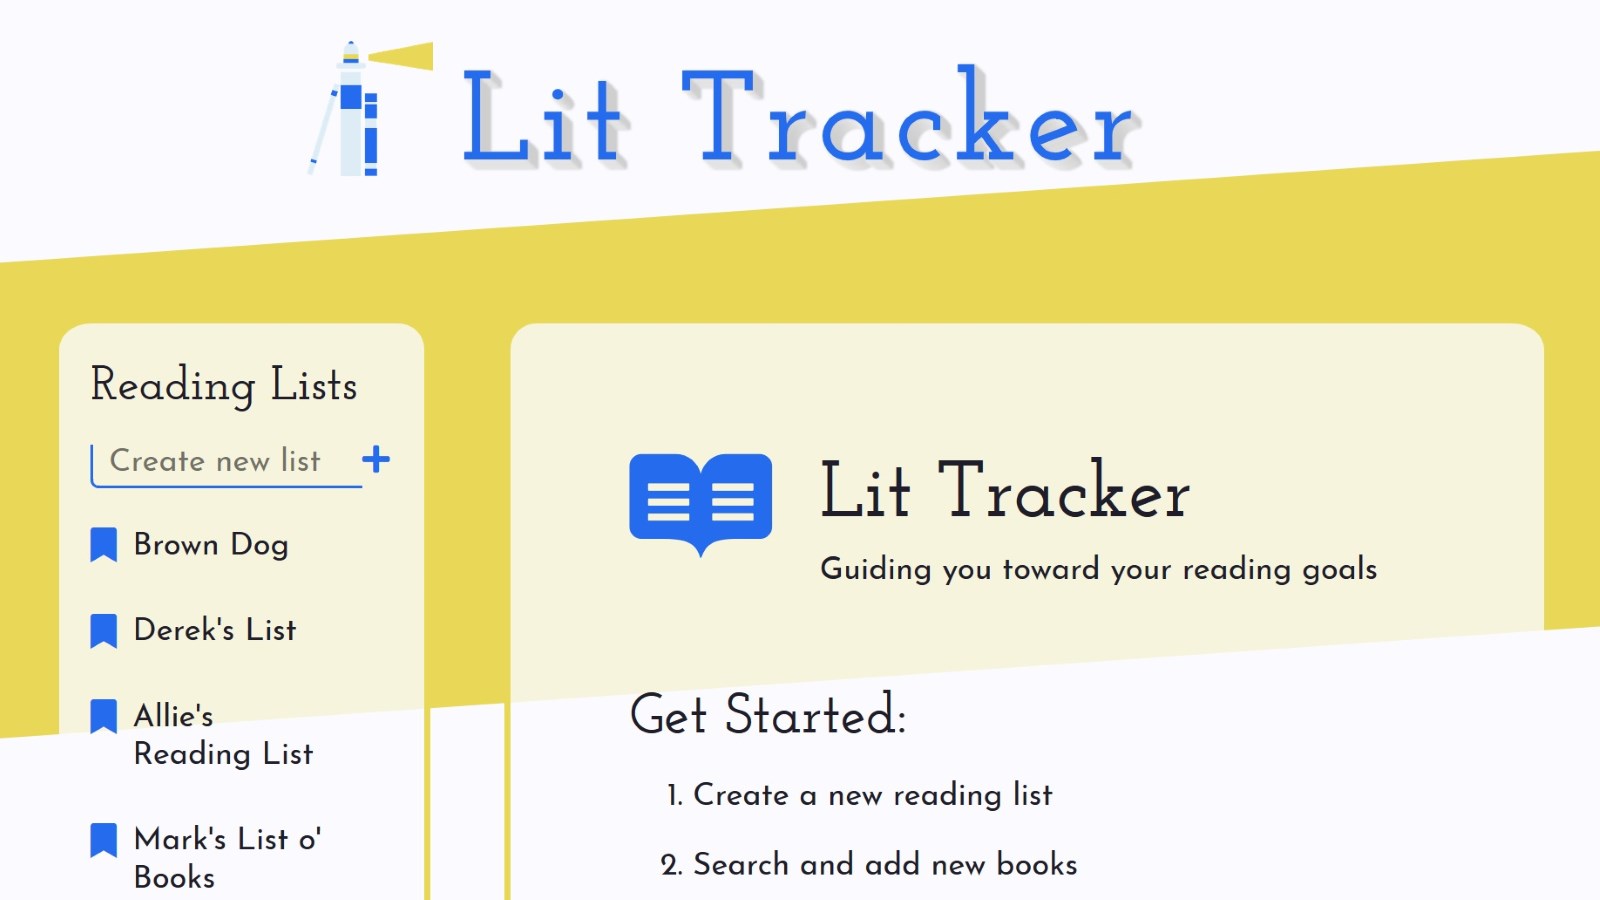 Lit Tracker
Reading Lists
Create new list
Brown Dog
Derek's List
Allie's
Reading List
Mark's List o'
Books
Lit Tracker
Guiding you toward your reading goals
Get Started:
1. Create a new reading list
2. Search and add new books